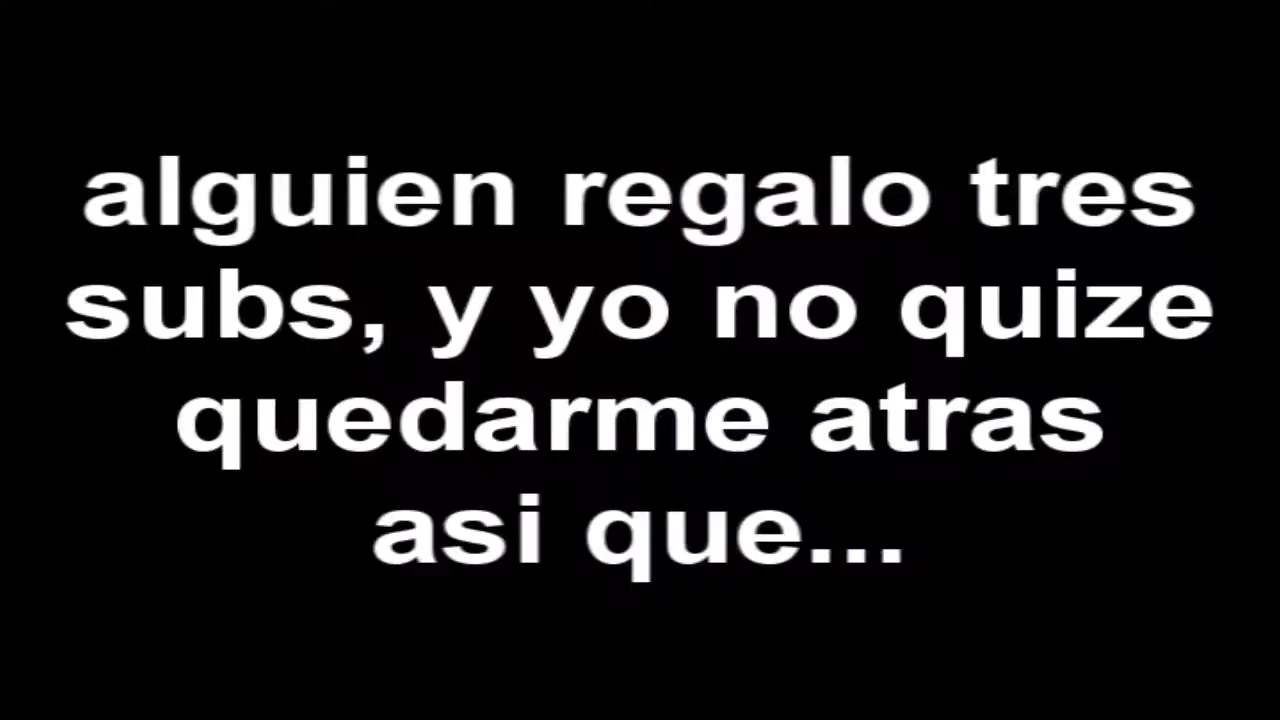 alguien regalo tres
subs, y yo no quize
quedarme atras
asi que...